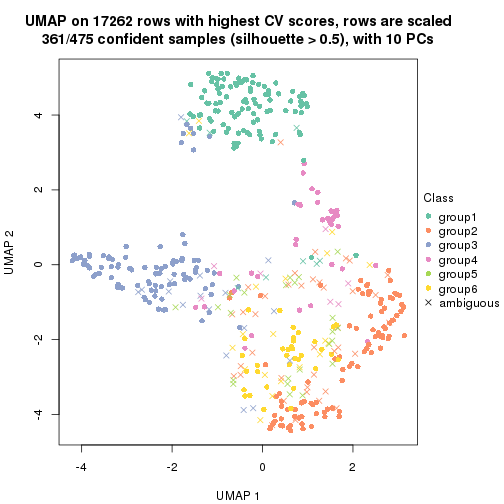 UMAP on 17262 rows with highest CV scores, rows are scaled
361/475 confident samples (silhouette > 0.5), with 10 PCs
4
2
0
-2
-4
UMAP 2
-4
-2
0
2
UMAP 1
Class
group1
group2
group3
group4
group5
group6
ambiguous